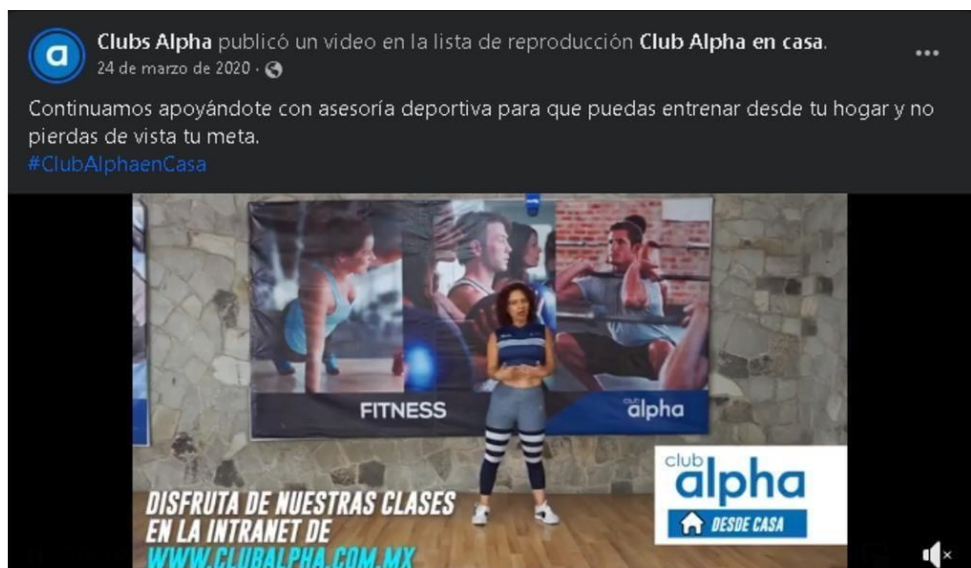 Clubs Alpha publicó un video en la lista de reproducción Club Alpha en casa.
24 de marzo de 2020 ·
Continuamos apoyándote con asesoría deportiva para que puedas entrenar desde tu hogar y no
pierdas de vista tu meta.
#ClubAlphaenCasa
FITNESS
club
alpha
club
alpha
DESDE CASA
DISFRUTA DE NUESTRAS CLASES
EN LA INTRANET DE
WWW.CLUBALPHA.COM.MX